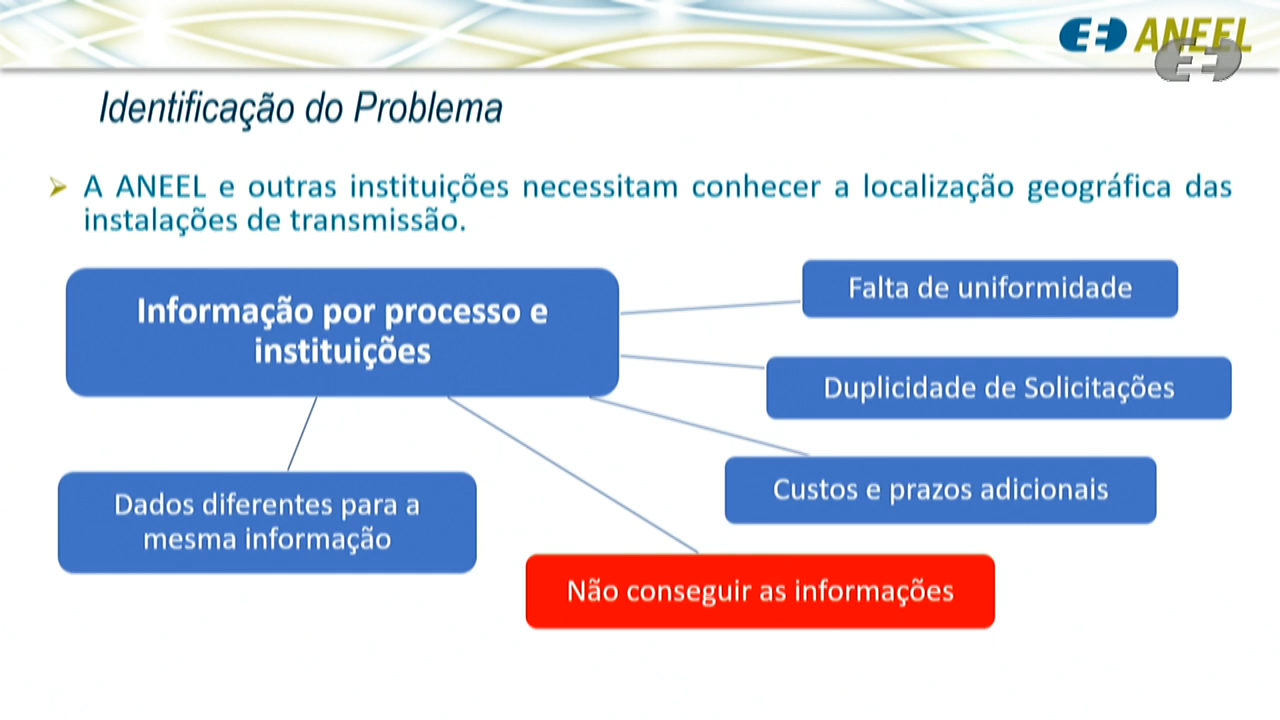 ANEEL
Identificação do Problema
A ANEEL e outras instituições necessitam conhecer a localização geográfica das
instalações de transmissão.
Informação por processo e
instituições
Falta de uniformidade
Duplicidade de Solicitações
Custos e prazos adicionais
Dados diferentes para a
mesma informação
Não conseguir as informações